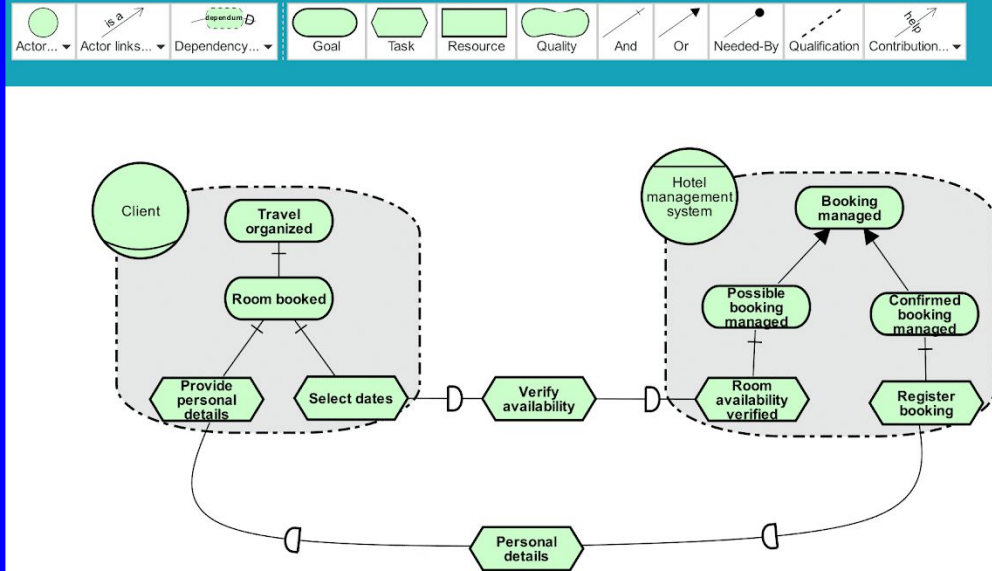 is a
dependum
help
Actor...
Actor links...
Dependency...
Goal
Task
Resource
Quality
And
Or
Needed-By
Qualification
Contribution...
Client
Travel
organized
Room booked
Provide
personal
details
Select dates
Verify
availability
Hotel
management
system
Booking
managed
Possible
booking
managed
Confirmed
booking
managed
Room
availability
verified
Register
booking
Personal
details